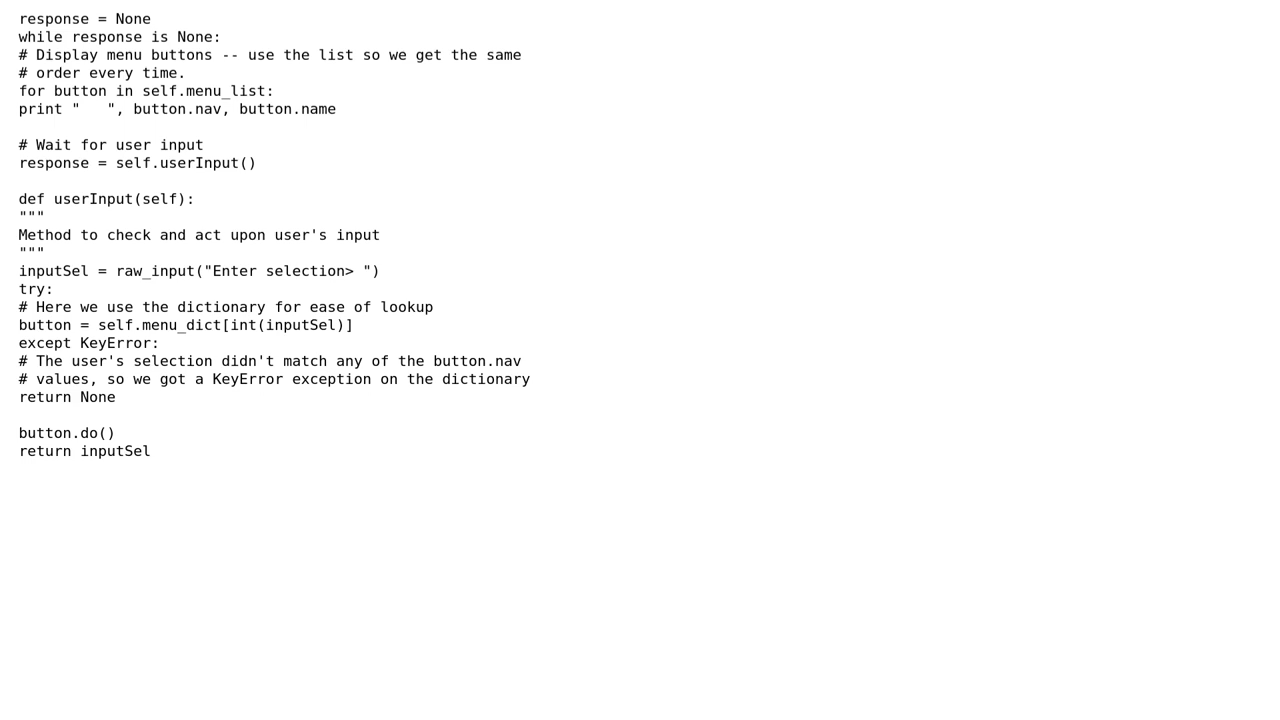 response = None
while response is None:
# Display menu buttons -- use the list so we get the same
# order every time.
for button in self.menu_list:
print "   ", button.nav, button.name

# Wait for user input
response = self.userInput()

def userInput(self):
"""
Method to check and act upon user's input
"""
inputSel = raw_input("Enter selection> ")
try:
# Here we use the dictionary for ease of lookup
button = self.menu_dict[int(inputSel)]
except KeyError:
# The user's selection didn't match any of the button.nav
# values, so we got a KeyError exception on the dictionary
return None

button.do()
return inputSel